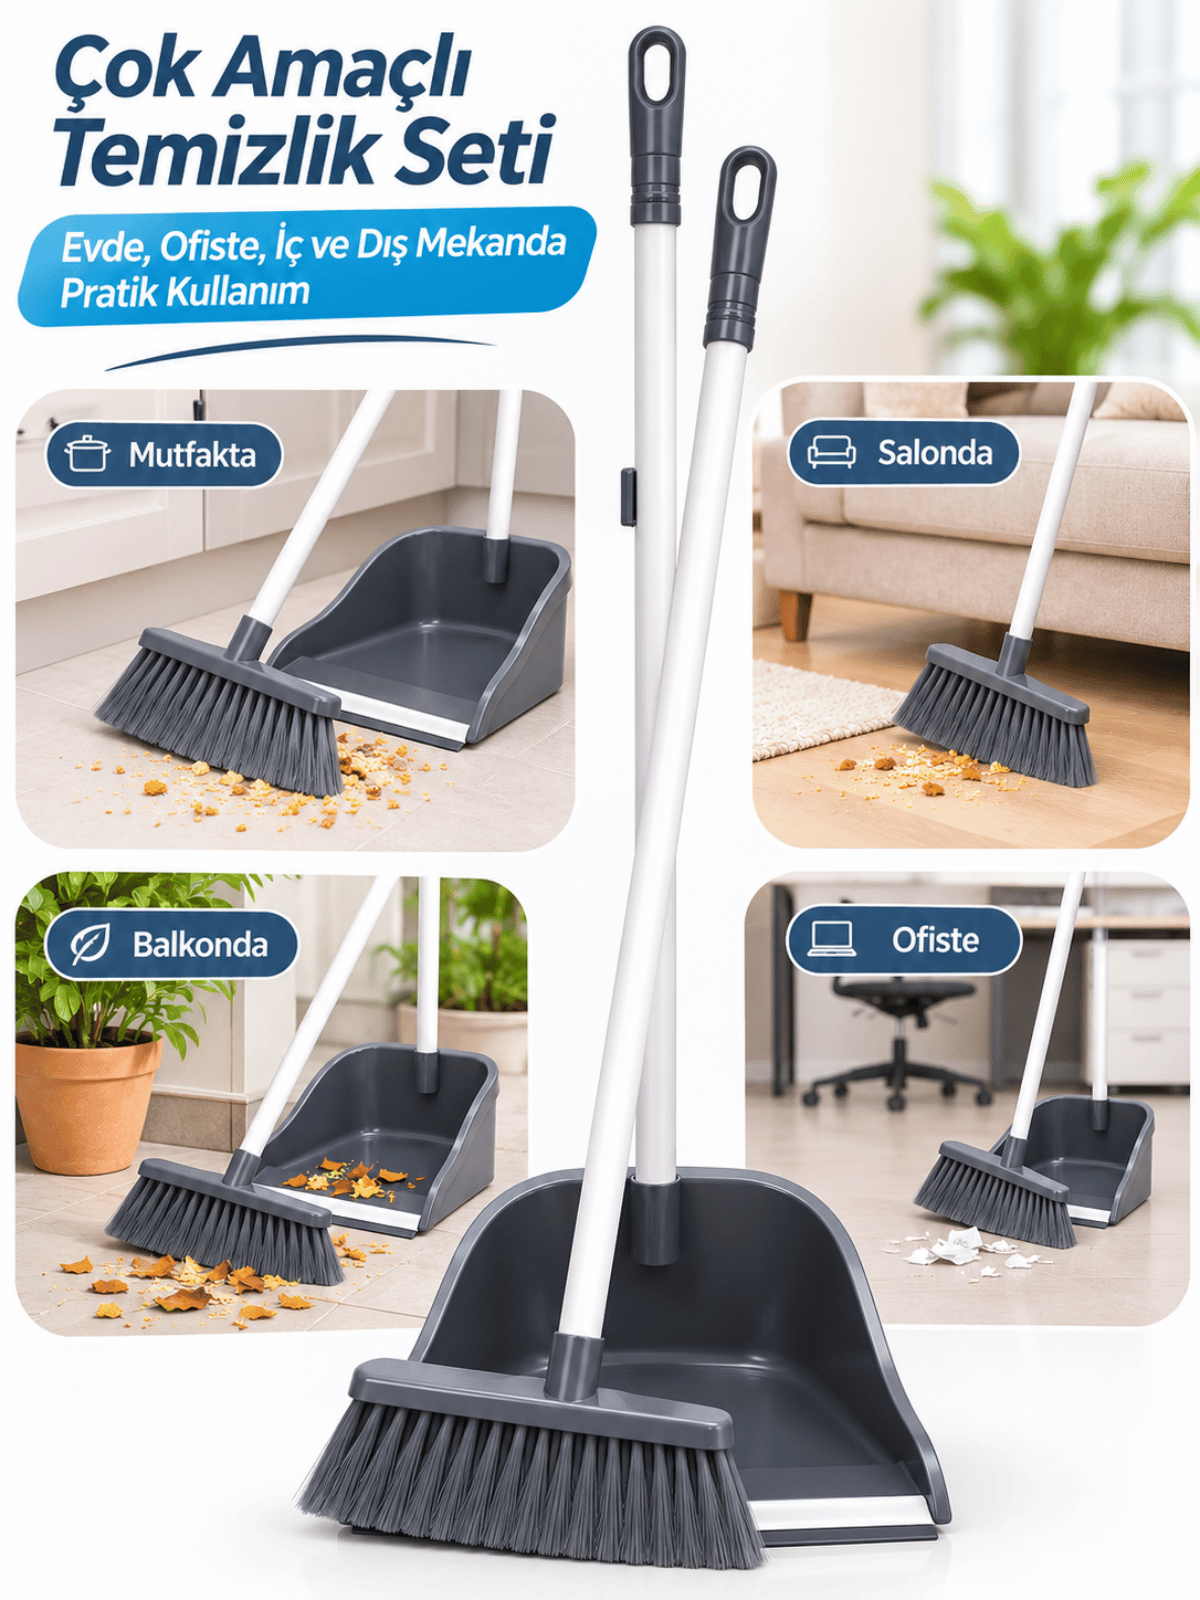 Çok Amaçlı
Temizlik Seti
Evde, Ofiste, İç ve Dış Mekanda
Pratik Kullanım
Mutfakta
Salonda
Balkonda
Ofiste